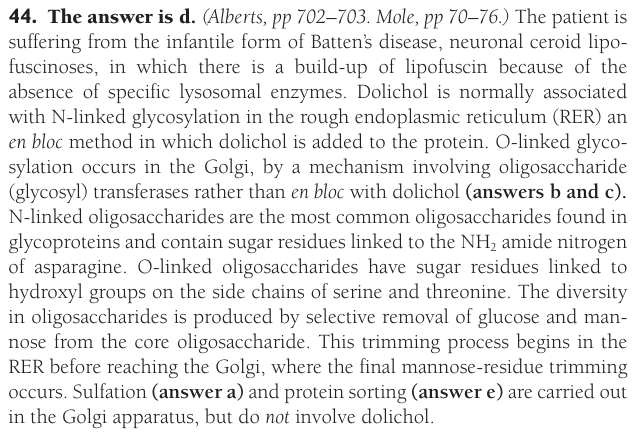 44. The answer is d. (Alberts, pp 702–703. Mole, pp 70–76.) The patient is
suffering from the infantile form of Batten's disease, neuronal ceroid lipo-
fuscinoses, in which there is a build-up of lipofuscin because of the
absence of specific lysosomal enzymes. Dolichol is normally associated
with N-linked glycosylation in the rough endoplasmic reticulum (RER) an
en bloc method in which dolichol is added to the protein. O-linked glyco-
sylation occurs in the Golgi, by a mechanism involving oligosaccharide
(glycosyl) transferases rather than en bloc with dolichol (answers b and c).
N-linked oligosaccharides are the most common oligosaccharides found in
glycoproteins and contain sugar residues linked to the NH₂ amide nitrogen
of asparagine. O-linked oligosaccharides have sugar residues linked to
hydroxyl groups on the side chains of serine and threonine. The diversity
in oligosaccharides is produced by selective removal of glucose and man-
nose from the core oligosaccharide. This trimming process begins in the
RER before reaching the Golgi, where the final mannose-residue trimming
occurs. Sulfation (answer a) and protein sorting (answer e) are carried out
in the Golgi apparatus, but do not involve dolichol.